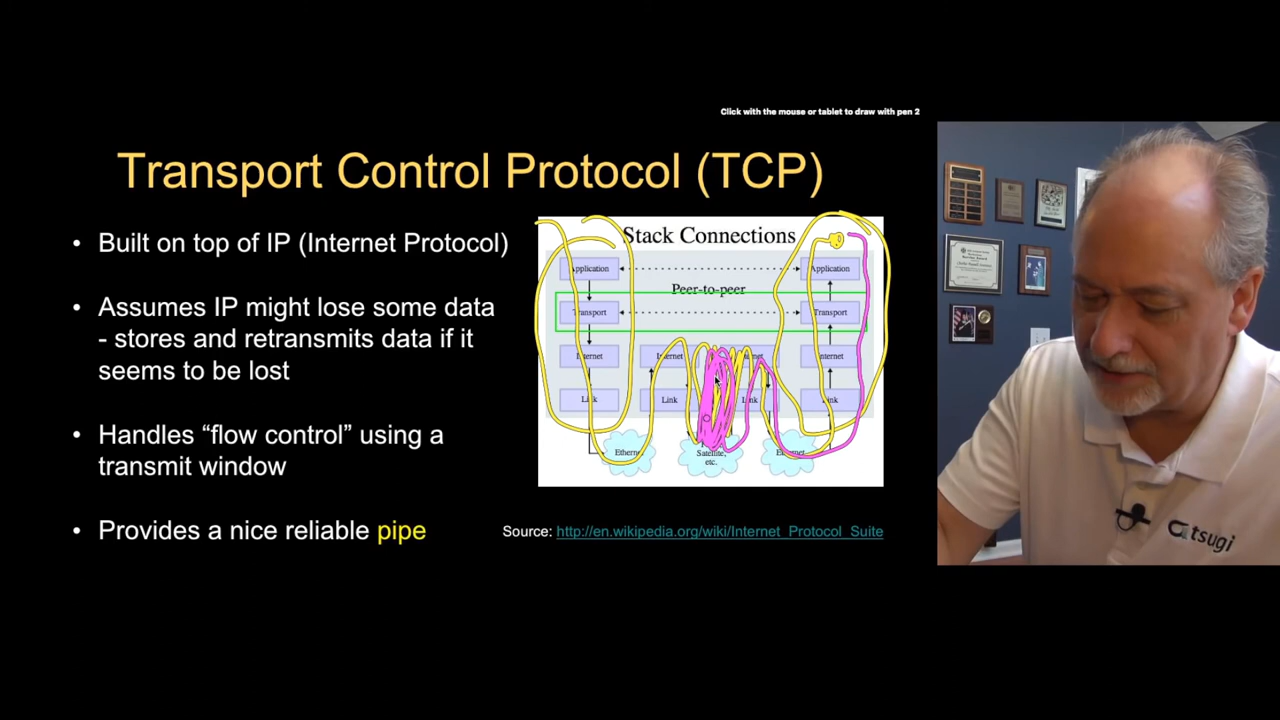 Click with the mouse or tablet to draw with pen 2
Transport Control Protocol (TCP)
• Built on top of IP (Internet Protocol)
• Assumes IP might lose some data
- stores and retransmits data if it
seems to be lost
• Handles “flow control” using a
transmit window
• Provides a nice reliable pipe
Stack Connections
Application
Application
Peer-to-peer
Transport
Transport
Internet
Internet
Internet
Link
Link
Link
Link
Satellite,
etc.
Ethernet
Source: http://en.wikipedia.org/wiki/Internet_Protocol_Suite
tsugi